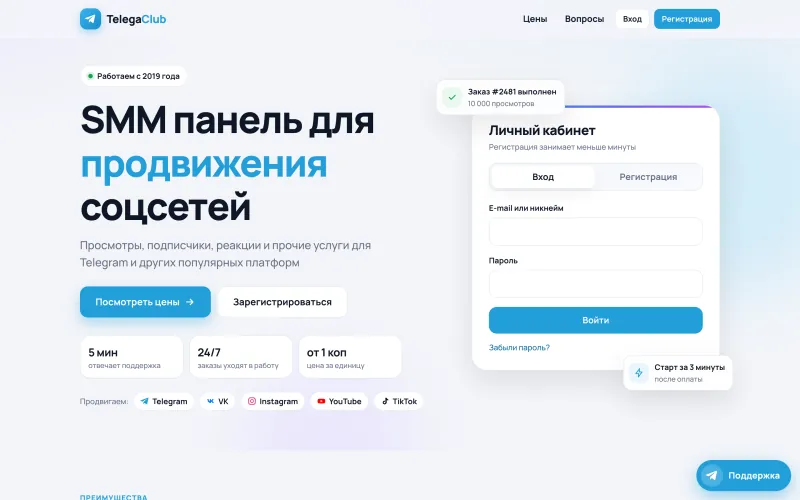 TelegaClub
Цены
Вопросы
Вход
Регистрация
Работаем с 2019 года
SMM панель для
продвижения
соцсетей
Просмотры, подписчики, реакции и прочие услуги для
Telegram и других популярных платформ
Посмотреть цены →
Зарегистрироваться
5 мин
отвечает поддержка
24/7
заказы уходят в работу
от 1 коп
цена за единицу
Продвигаем:
Telegram
VK
Instagram
YouTube
TikTok
Заказ #2481 выполнен
10 000 просмотров
Личный кабинет
Регистрация занимает меньше минуты
Вход
Регистрация
E-mail или никнейм
Пароль
Войти
Забыли пароль?
Старт за 3 минуты
после оплаты
Поддержка
ПРЕИМУЩЕСТВА